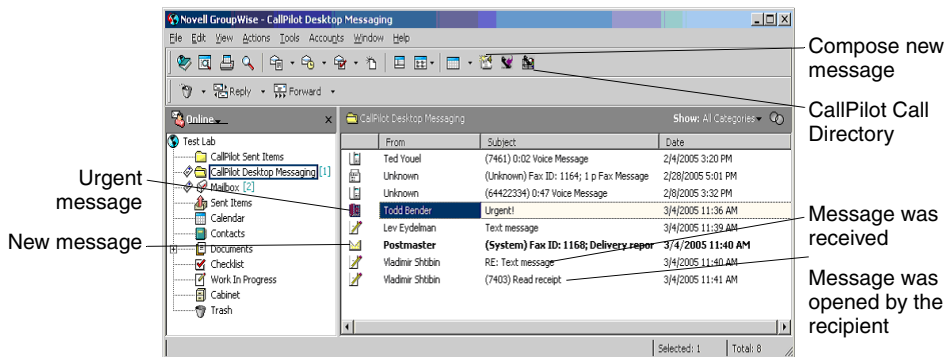 Novell GroupWise - CallPilot Desktop Messaging
File Edit View Actions Tools Accounts Window Help
Reply Forward
Online
CallPilot Desktop Messaging
Show: All Categories
Test Lab
CallPilot Sent Items
CallPilot Desktop Messaging [1]
Mailbox [2]
Sent Items
Calendar
Contacts
Documents
Checklist
Work In Progress
Cabinet
Trash
From Subject Date
Ted Youel (7461) 0:02 Voice Message 2/4/2005 3:20 PM
Unknown (Unknown) Fax ID: 1164; 1 p Fax Message 2/28/2005 5:01 PM
Unknown (64422334) 0:47 Voice Message 2/8/2005 3:32 PM
Todd Bender Urgent! 3/4/2005 11:36 AM
Lev Eydelman Text message 3/4/2005 11:39 AM
Postmaster (System) Fax ID: 1168; Delivery repor 3/4/2005 11:40 AM
Vladimir Shtibin RE: Text message 3/4/2005 11:40 AM
Vladimir Shtibin (7403) Read receipt 3/4/2005 11:41 AM
Selected: 1 Total: 8
Urgent
message
New message
Compose new
message
CallPilot Call
Directory
Message was
received
Message was
opened by the
recipient